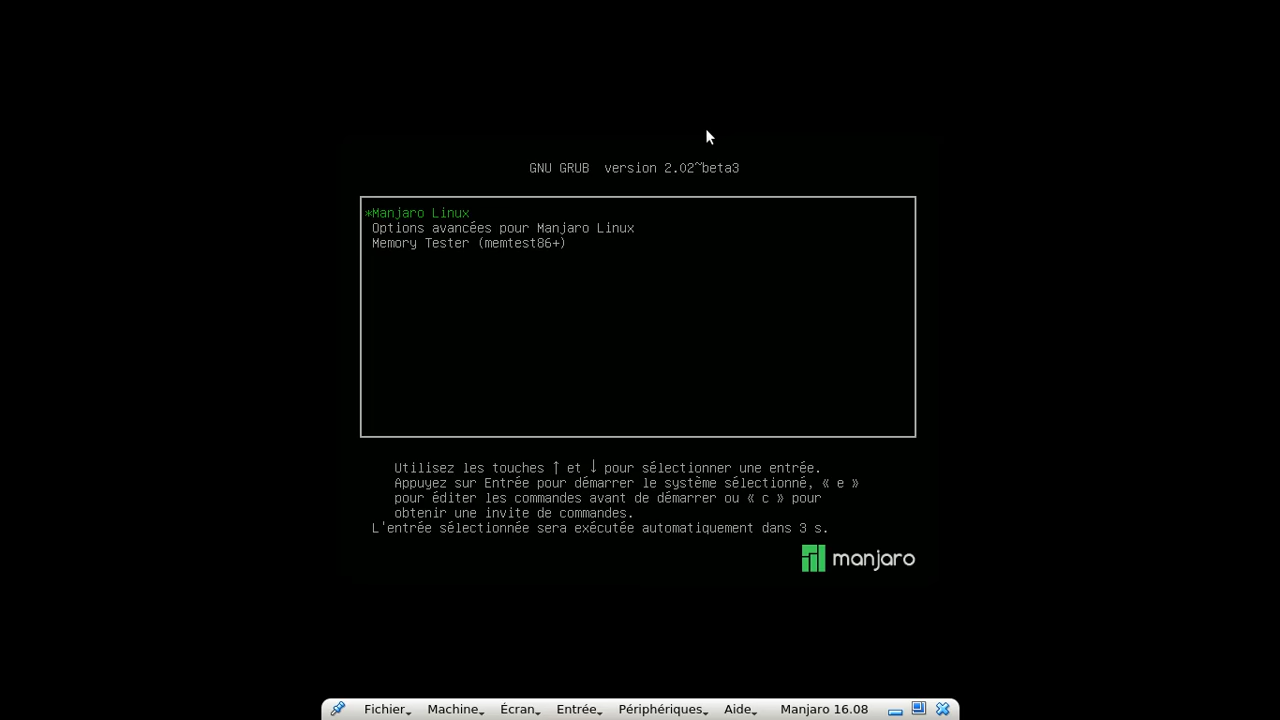 GNU GRUB version 2.02~beta3
*Manjaro Linux
Options avancées pour Manjaro Linux
Memory Tester (memtest86+)
Utilisez les touches ↑ et ↓ pour sélectionner une entrée.
Appuyez sur Entrée pour démarrer le système sélectionné, « e »
pour éditer les commandes avant de démarrer ou « c » pour
obtenir une invite de commandes.
L'entrée sélectionnée sera exécutée automatiquement dans 3 s.
manjaro
Fichier Machine Écran Entrée Périphériques Aide Manjaro 16.08